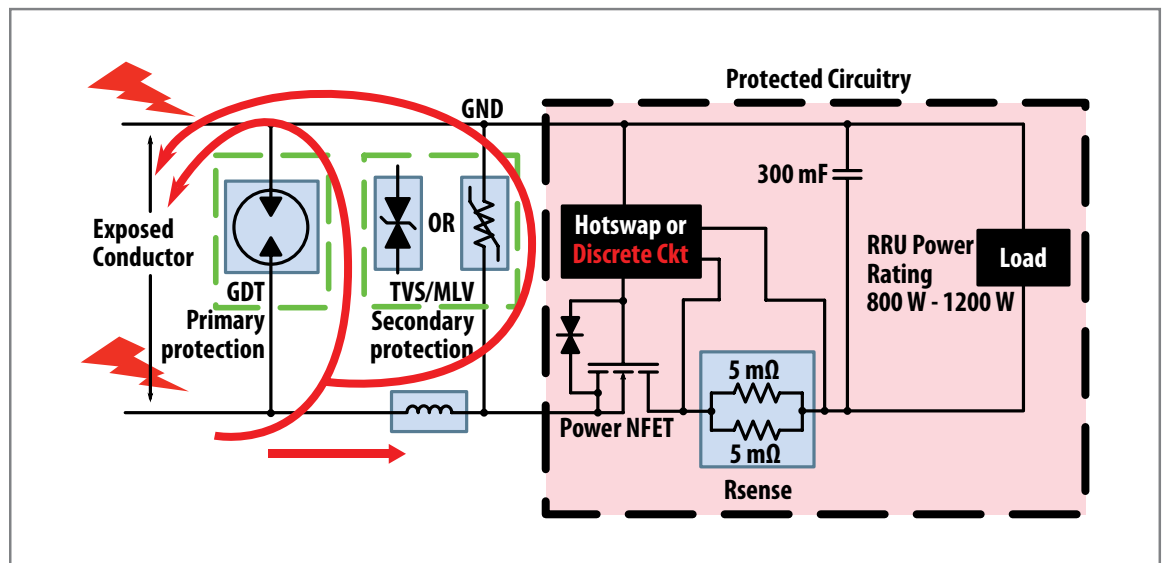 Protected Circuitry
GND
300 mF
Exposed
Conductor
OR
GDT
Primary
protection
TVS/MLV
Secondary
protection
Hotswap or
Discrete Ckt
RRU Power
Rating
800 W - 1200 W
Load
Power NFET
5 mΩ
5 mΩ
Rsense